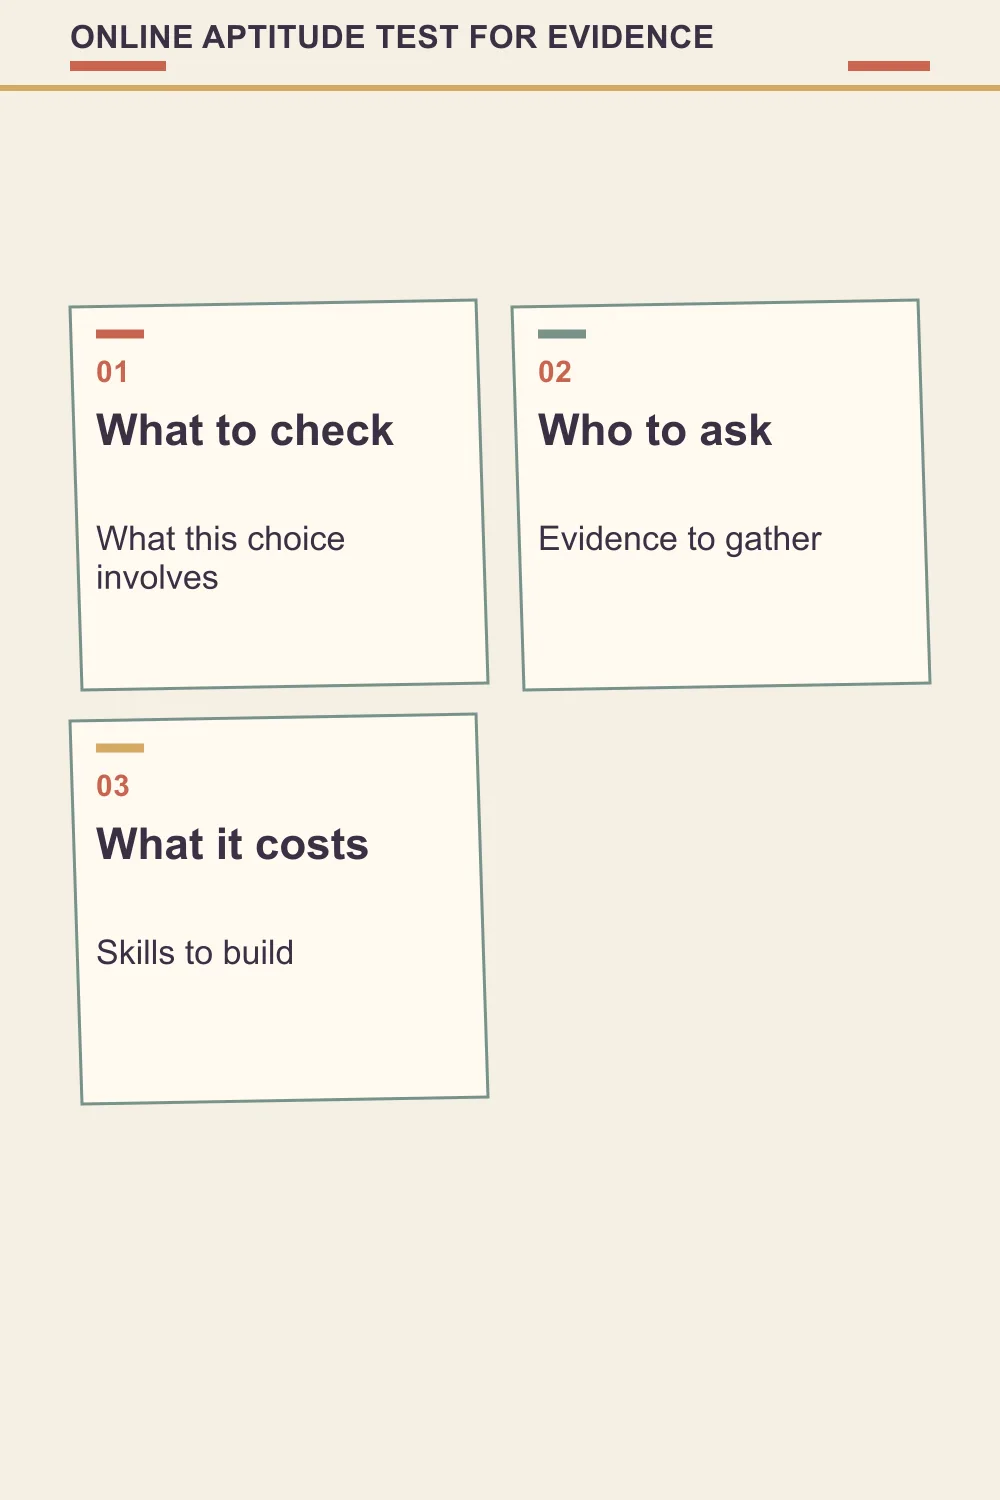 ONLINE APTITUDE TEST FOR EVIDENCE
01
What to check
What this choice
involves
02
Who to ask
Evidence to gather
03
What it costs
Skills to build